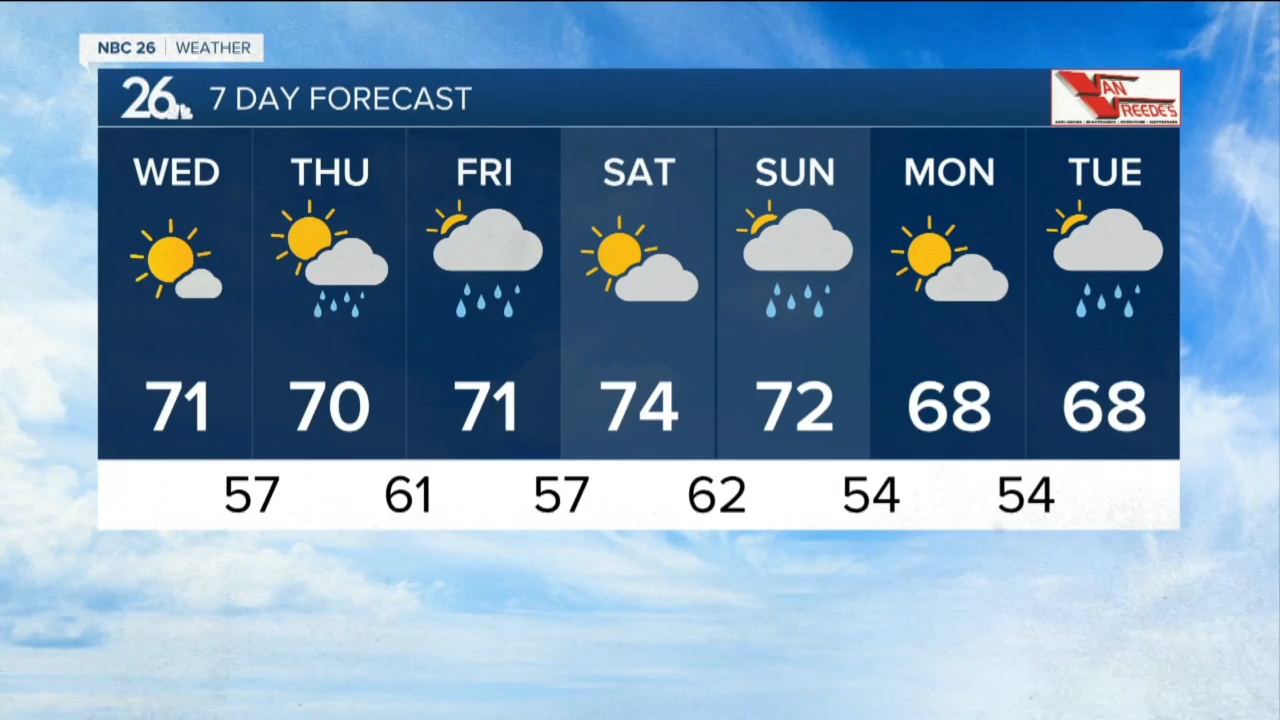 NBC 26 | WEATHER
26 7 DAY FORECAST
VAN VREEDE'S
WED THU FRI SAT SUN MON TUE
71 70 71 74 72 68 68
57 61 57 62 54 54